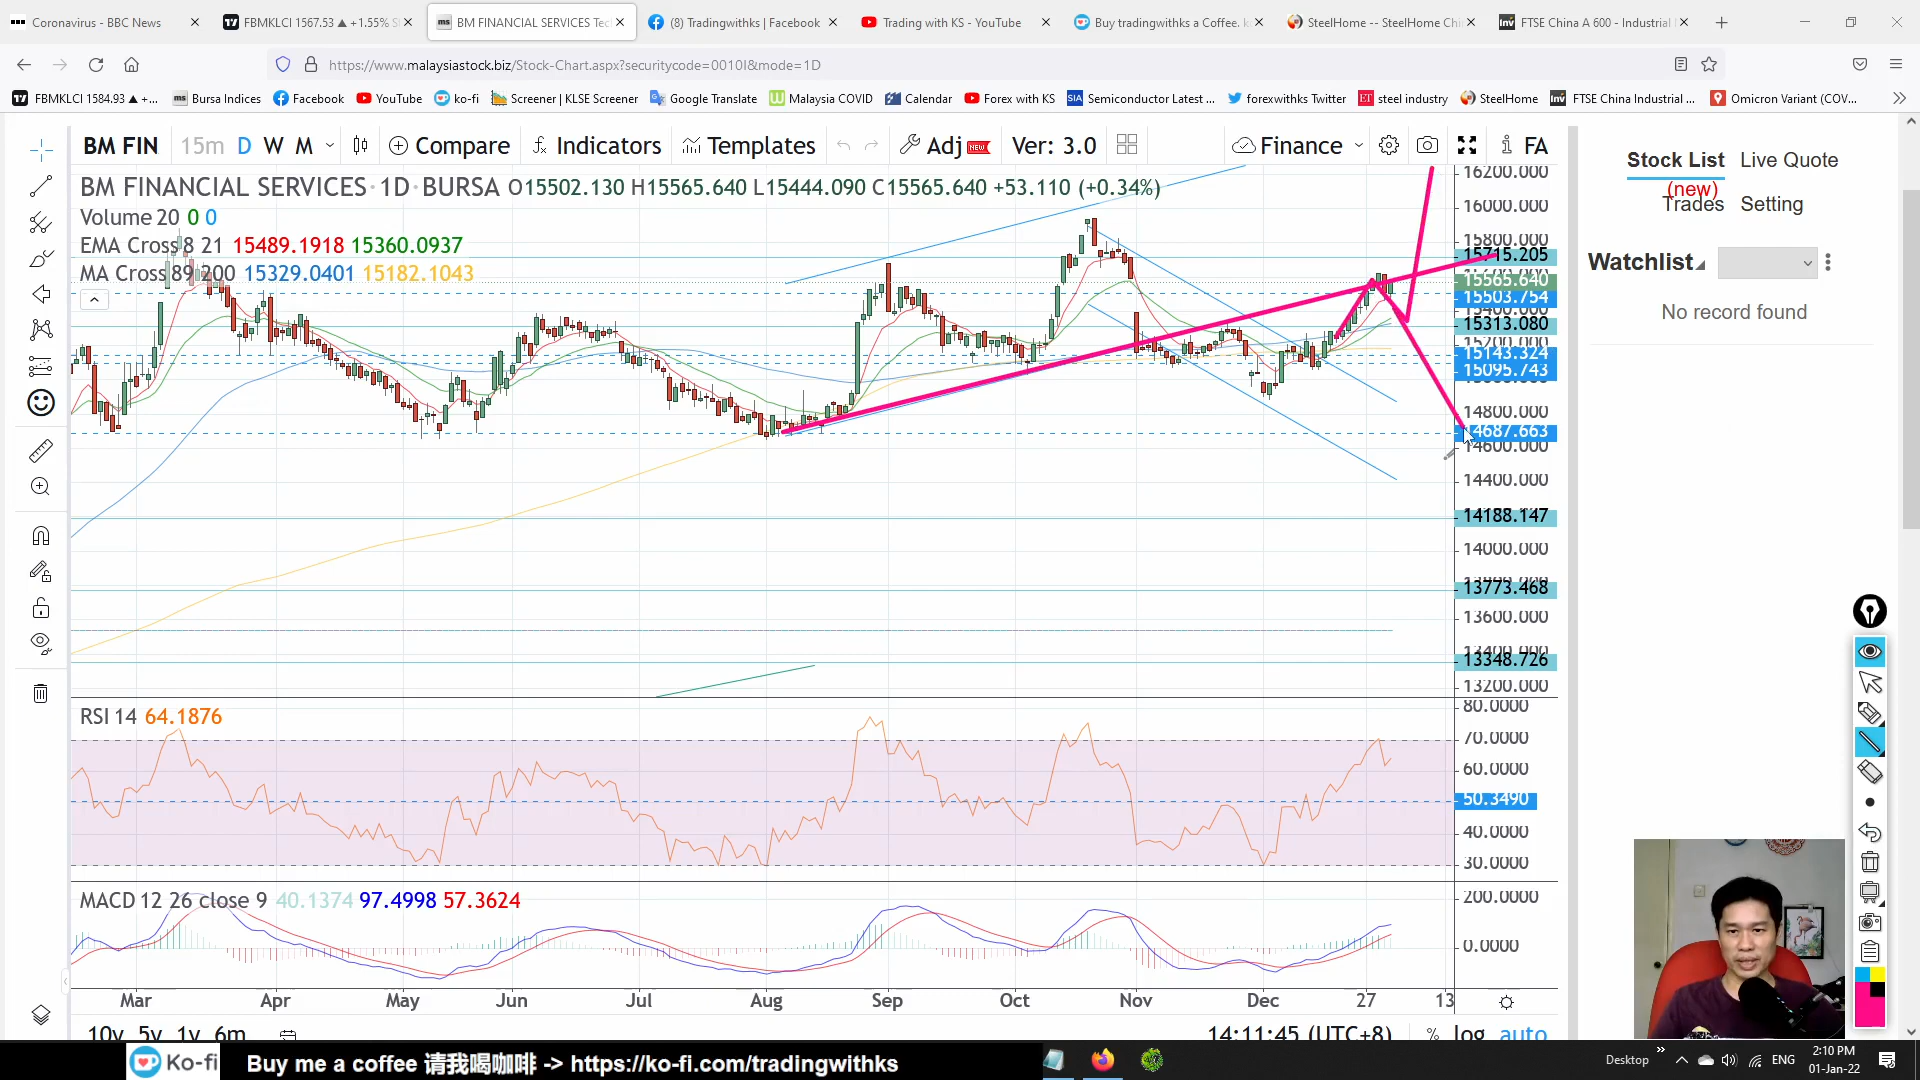 Coronavirus - BBC News
FBMKLCI 1567.53 ▲ +1.55% S
BM FINANCIAL SERVICES Tec
(8) Tradingwithks | Facebook
Trading with KS - YouTube
Buy tradingwithks a Coffee. k
SteelHome -- SteelHome Chi
FTSE China A 600 - Industrial
https://www.malaysiastock.biz/Stock-Chart.aspx?securitycode=0010I&mode=1D
FBMKLCI 1584.93 ▲ +...
Bursa Indices
Facebook
YouTube
ko-fi
Screener | KLSE Screener
Google Translate
Malaysia COVID
Calendar
Forex with KS
Semiconductor Latest ...
forexwithks Twitter
steel industry
SteelHome
FTSE China Industrial ...
Omicron Variant (COV...
BM FIN 15m D W M Compare Indicators Templates Adj NEW Ver: 3.0 Finance FA
BM FINANCIAL SERVICES · 1D · BURSA O15502.130 H15565.640 L15444.090 C15565.640 +53.110 (+0.34%)
Volume 20 0 0
EMA Cross 8 21 15489.1918 15360.0937
MA Cross 89 200 15329.0401 15182.1043
16200.000
16000.000
15800.000
15715.205
15565.640
15503.754
15313.080
15200.000
15143.324
15095.743
14800.000
14687.663
14600.000
14400.000
14188.147
14000.000
13773.468
13600.000
13348.726
13200.000
RSI 14 64.1876
80.0000
70.0000
60.0000
50.3490
40.0000
30.0000
MACD 12 26 close 9 40.1374 97.4998 57.3624
200.0000
0.0000
Mar Apr May Jun Jul Aug Sep Oct Nov Dec 27 13
10y 5y 1y 6m
14:11:45 (UTC+8) % log auto
Stock List Live Quote
(new)
Trades Setting
Watchlist
No record found
Ko-fi
Buy me a coffee 请我喝咖啡 -> https://ko-fi.com/tradingwithks
Desktop
ENG
2:10 PM
01-Jan-22